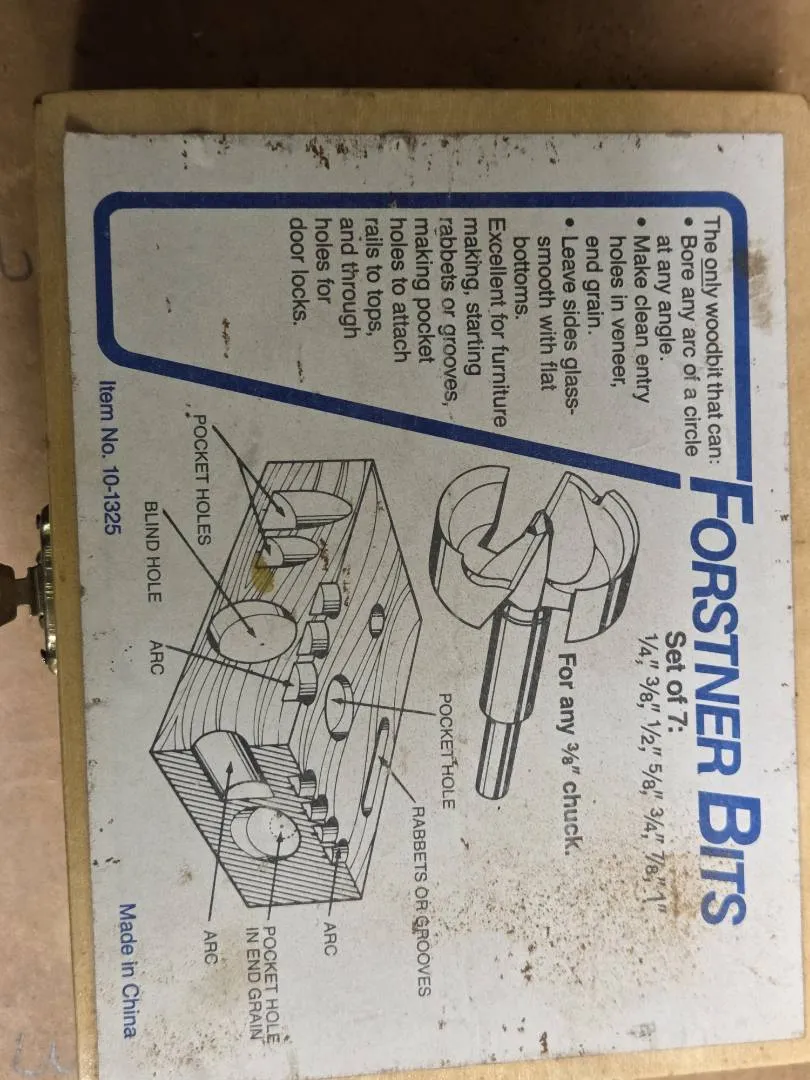 FORSTNER BITS
Set of 7:
1/4," 3/8," 1/2," 5/8," 3/4," 7/8," 1"
The only woodbit that can:
• Bore any arc of a circle
at any angle.
• Make clean entry
holes in veneer,
end grain.
• Leave sides glass-
smooth with flat
bottoms.
Excellent for furniture
making, starting
rabbets or grooves,
making pocket
holes to attach
rails to tops,
and through
holes for
door locks.
For any 3/8" chuck.
POCKET HOLE
RABBETS OR GROOVES
POCKET HOLES
BLIND HOLE
ARC
ARC
POCKET HOLE
IN END GRAIN
ARC
Item No. 10-1325
Made in China